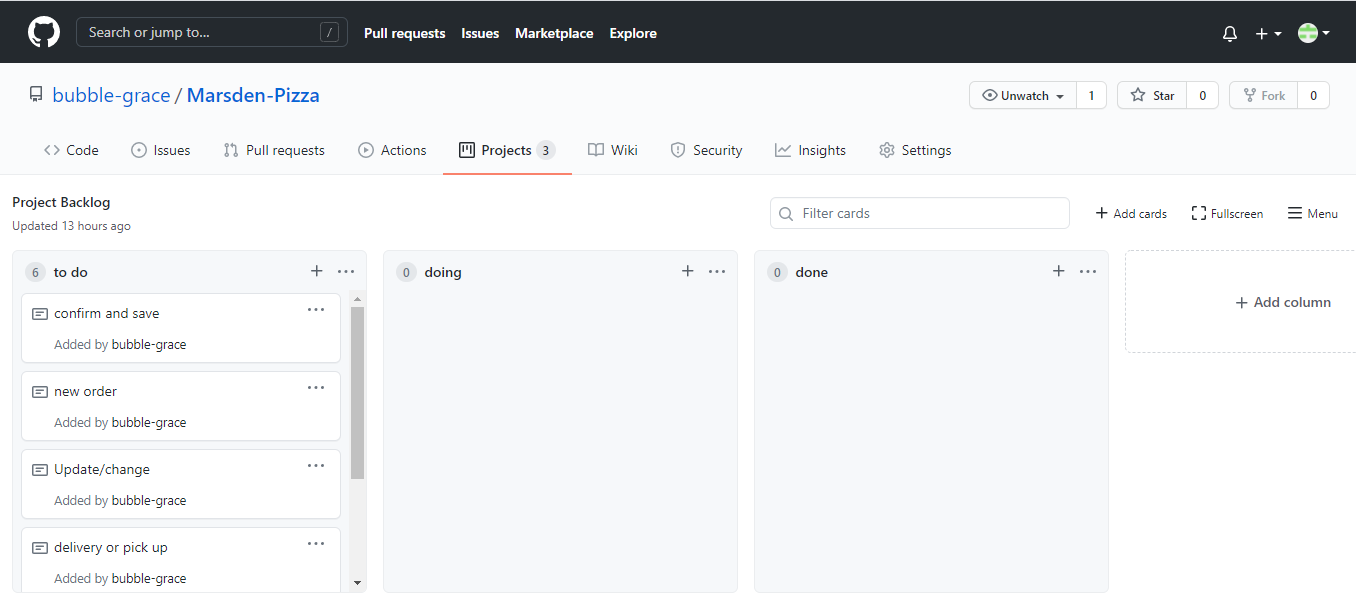 Search or jump to... /
Pull requests Issues Marketplace Explore
bubble-grace / Marsden-Pizza
Unwatch 1 Star 0 Fork 0
Code Issues Pull requests Actions Projects 3 Wiki Security Insights Settings
Project Backlog
Updated 13 hours ago
Filter cards
Add cards Fullscreen Menu
6 to do
confirm and save
Added by bubble-grace
new order
Added by bubble-grace
Update/change
Added by bubble-grace
delivery or pick up
Added by bubble-grace
0 doing
0 done
Add column